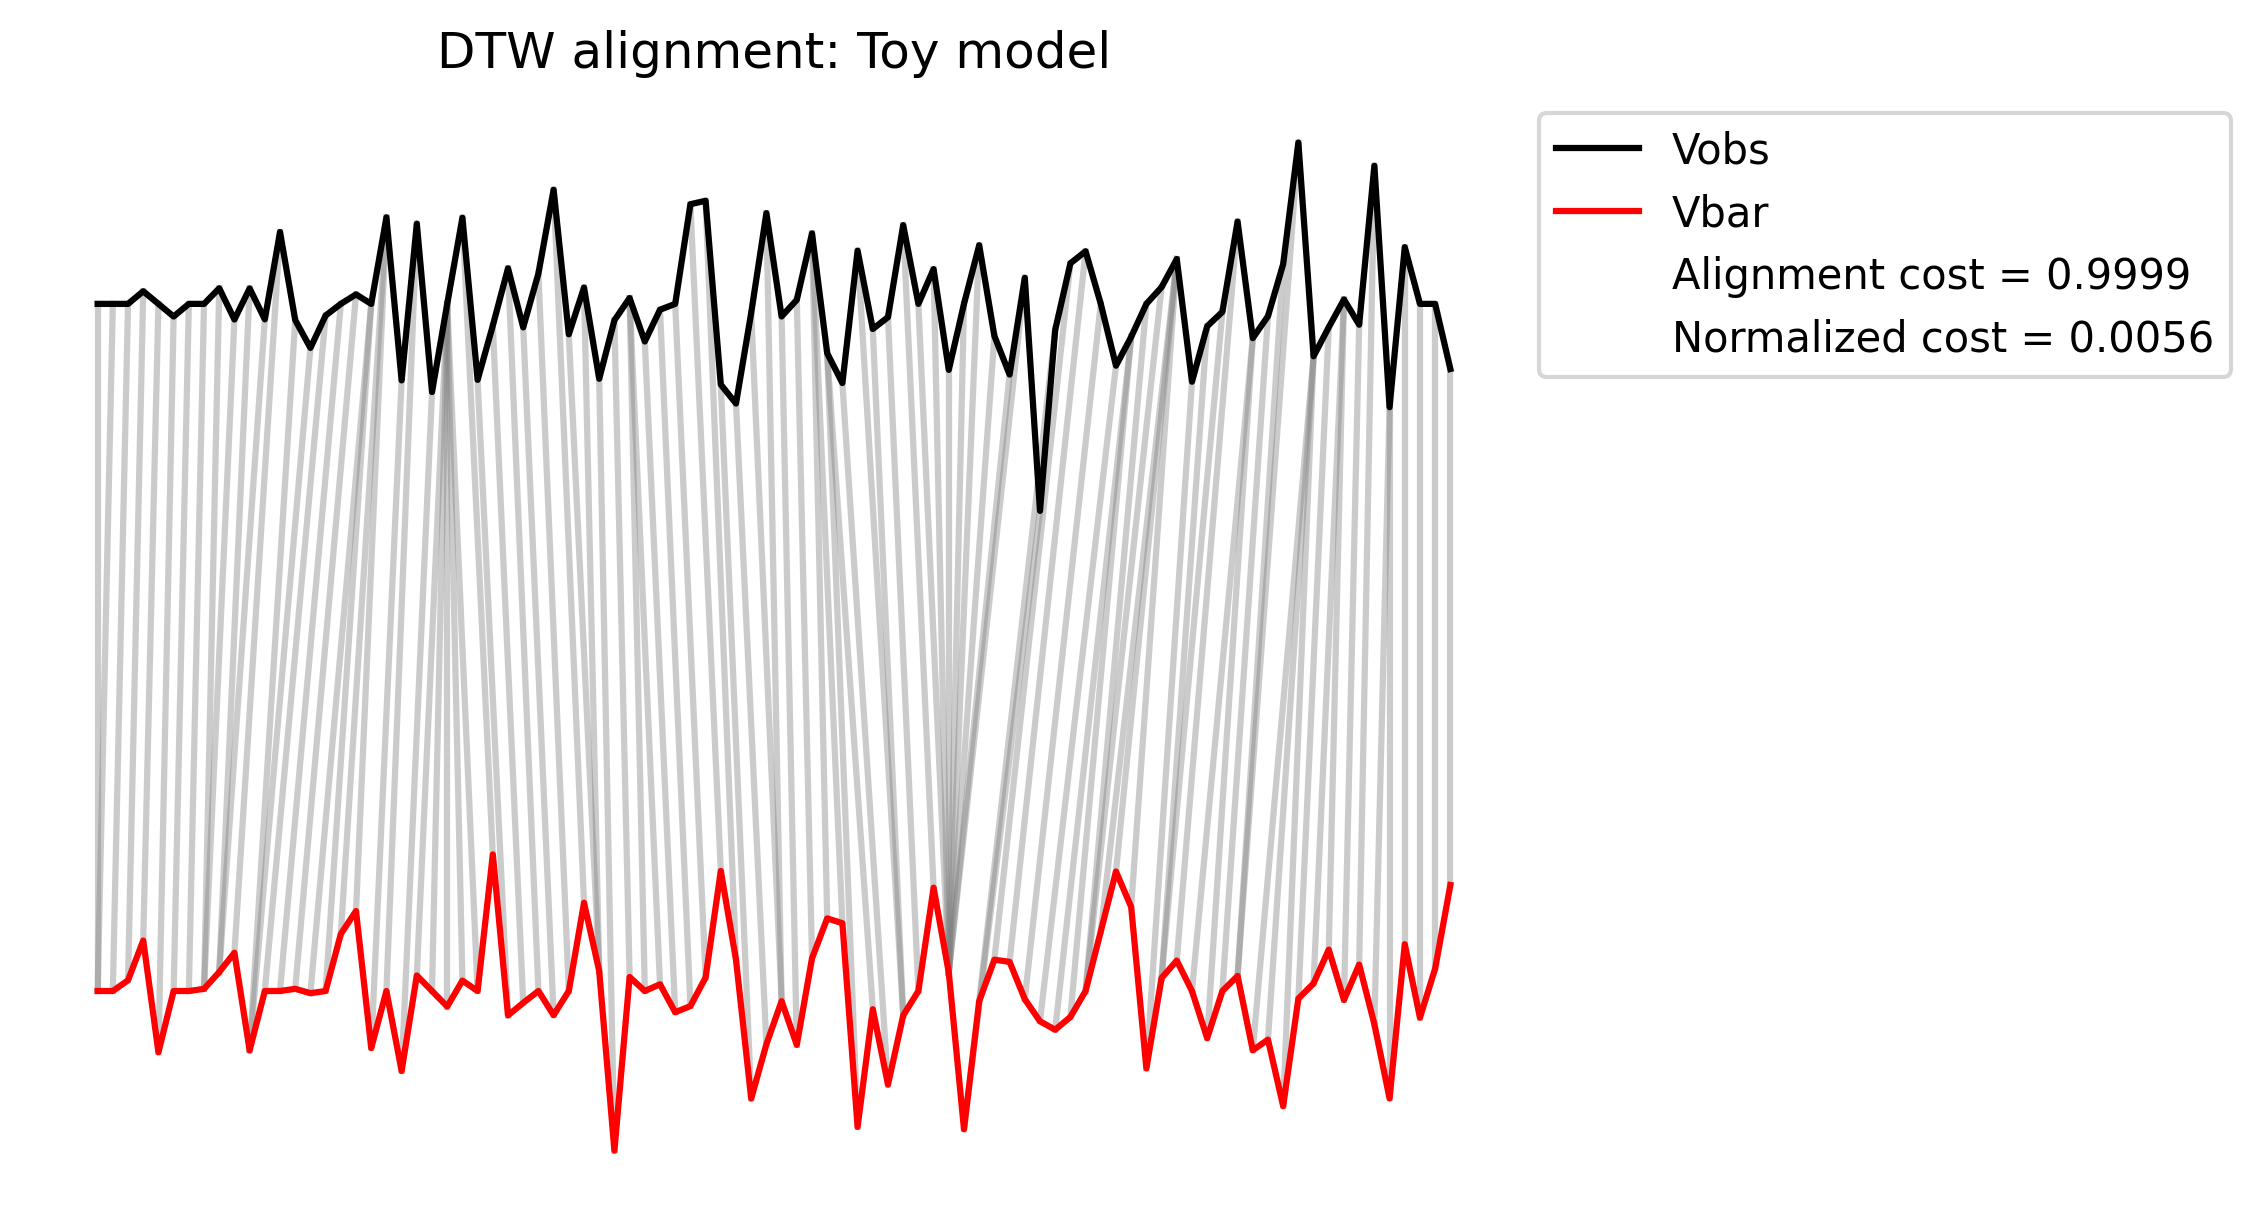 DTW alignment: Toy model
Vobs
Vbar
Alignment cost = 0.9999
Normalized cost = 0.0056